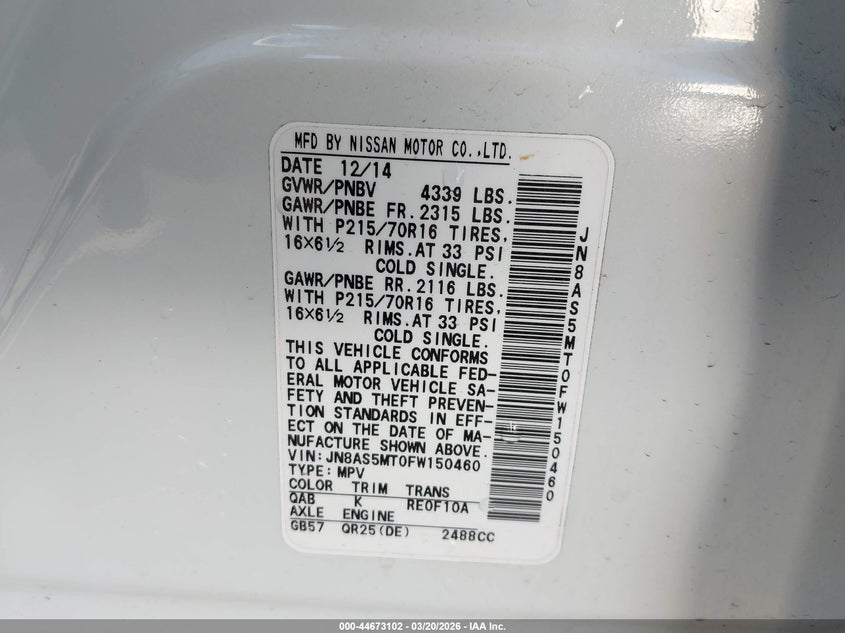 MFD BY NISSAN MOTOR CO.,LTD.
DATE 12/14
GVWR/PNBV 4339 LBS.
GAWR/PNBE FR.2315 LBS.
WITH P215/70R16 TIRES,
16×6½ RIMS.AT 33 PSI
COLD SINGLE.
GAWR/PNBE RR.2116 LBS.
WITH P215/70R16 TIRES,
16×6½ RIMS.AT 33 PSI
COLD SINGLE.
THIS VEHICLE CONFORMS
TO ALL APPLICABLE FED-
ERAL MOTOR VEHICLE SA-
FETY AND THEFT PREVEN-
TION STANDARDS IN EFF-
ECT ON THE DATE OF MA-
NUFACTURE SHOWN ABOVE.
VIN:JN8AS5MT0FW150460
TYPE:MPV
COLOR TRIM TRANS
QAB K RE0F10A
AXLE ENGINE
GB57 QR25(DE) 2488CC
JN8AS5MT0FW150460
000-44673102 - 03/20/2026 - IAA Inc.